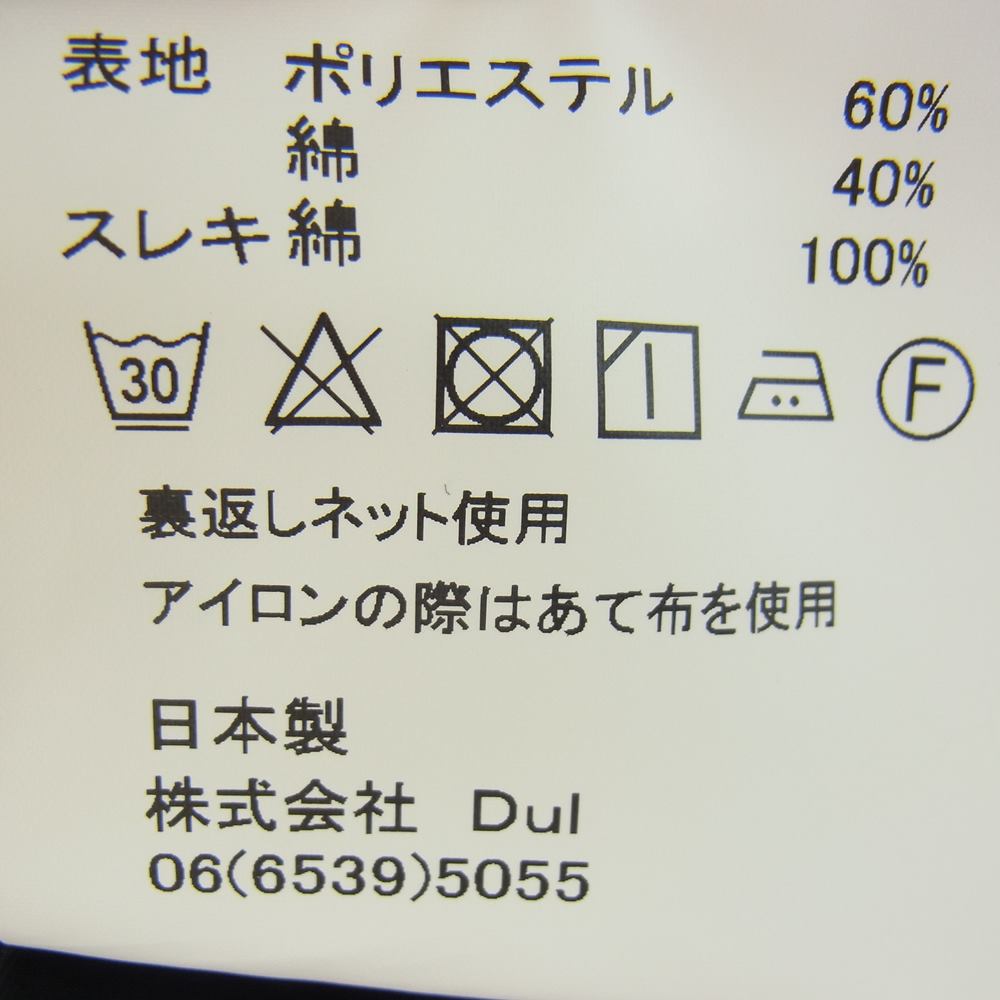 表地 ポリエステル 60%
綿 40%
スレキ 綿 100%
30 F
裏返しネット使用
アイロンの際はあて布を使用
日本製
株式会社 Dul
06(6539)5055